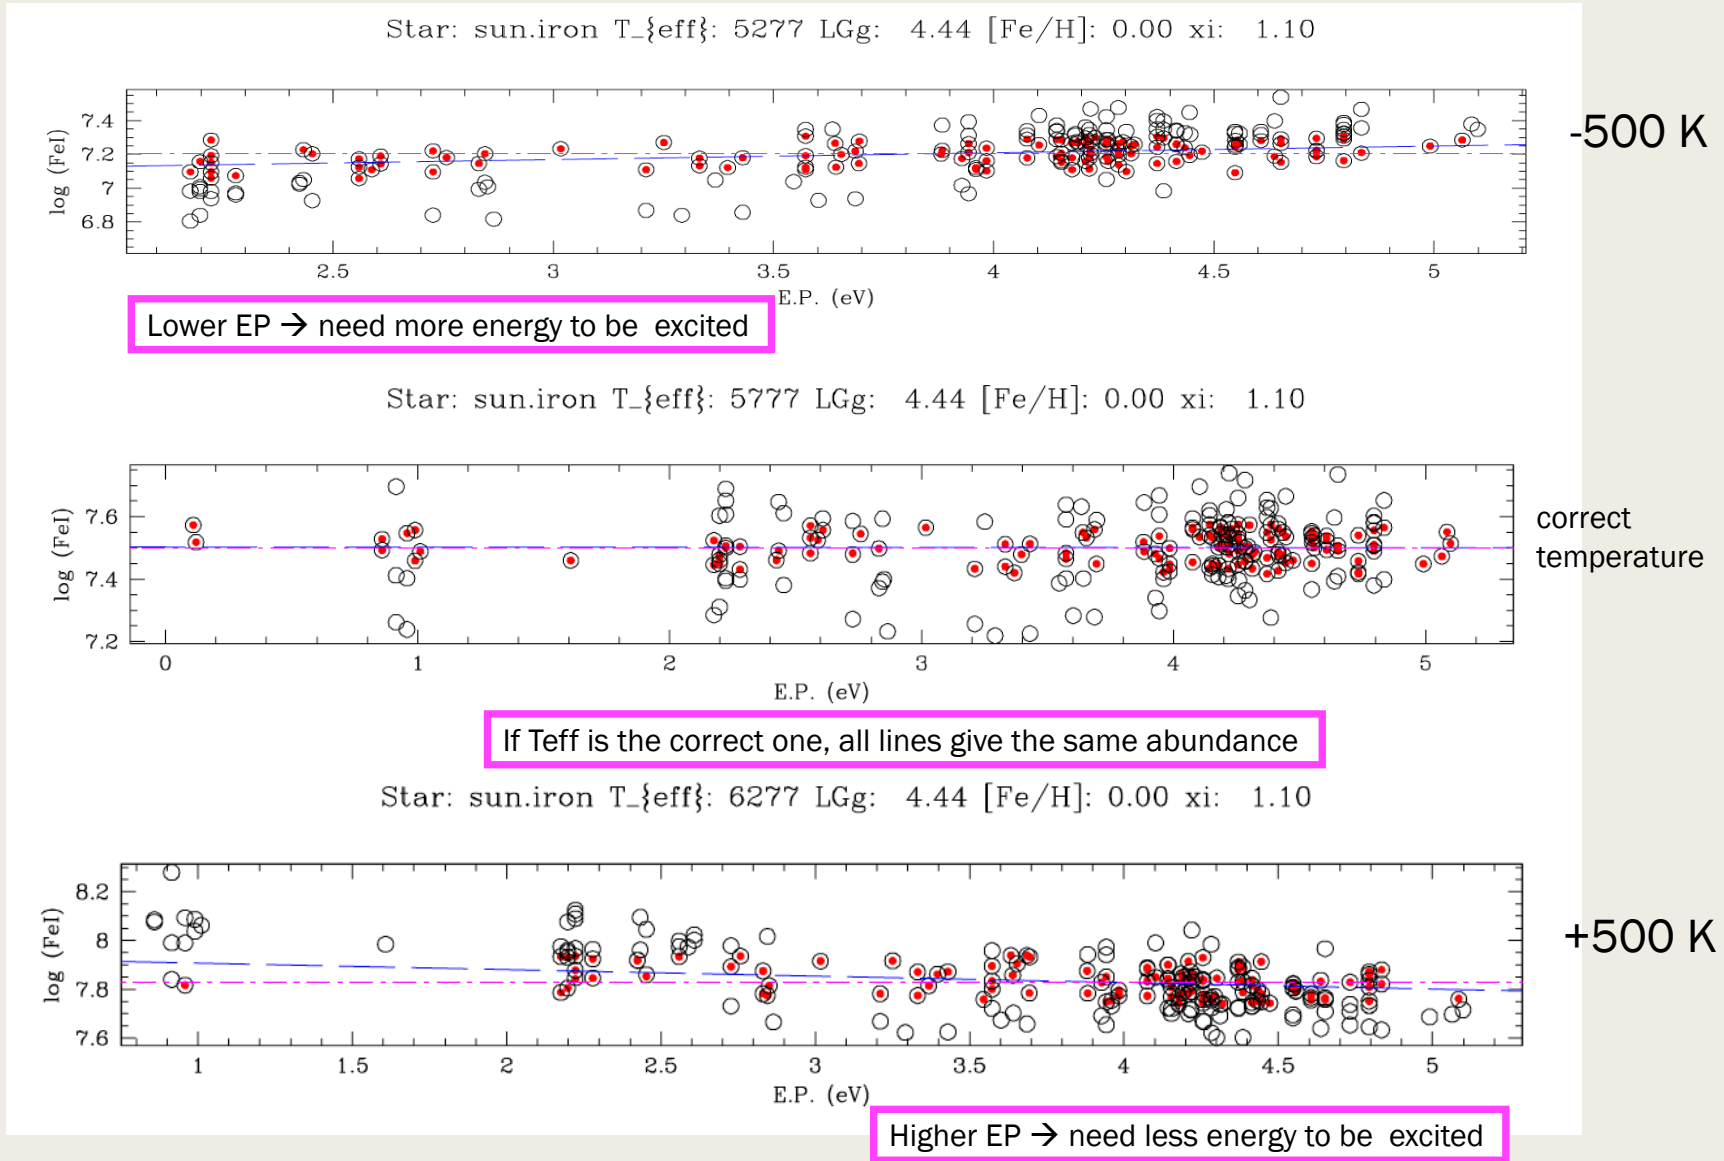 Star: sun.iron T_{eff}: 5277 LGg: 4.44 [Fe/H]: 0.00 xi: 1.10
-500 K
log (FeI)
7.4
7.2
7
6.8
2.5 3 3.5 4 4.5 5
E.P. (eV)
Lower EP → need more energy to be excited
Star: sun.iron T_{eff}: 5777 LGg: 4.44 [Fe/H]: 0.00 xi: 1.10
log (FeI)
7.6
7.4
7.2
correct
temperature
0 1 2 3 4 5
E.P. (eV)
If Teff is the correct one, all lines give the same abundance
Star: sun.iron T_{eff}: 6277 LGg: 4.44 [Fe/H]: 0.00 xi: 1.10
log (FeI)
8.2
8
7.8
7.6
+500 K
1 1.5 2 2.5 3 3.5 4 4.5 5
E.P. (eV)
Higher EP → need less energy to be excited